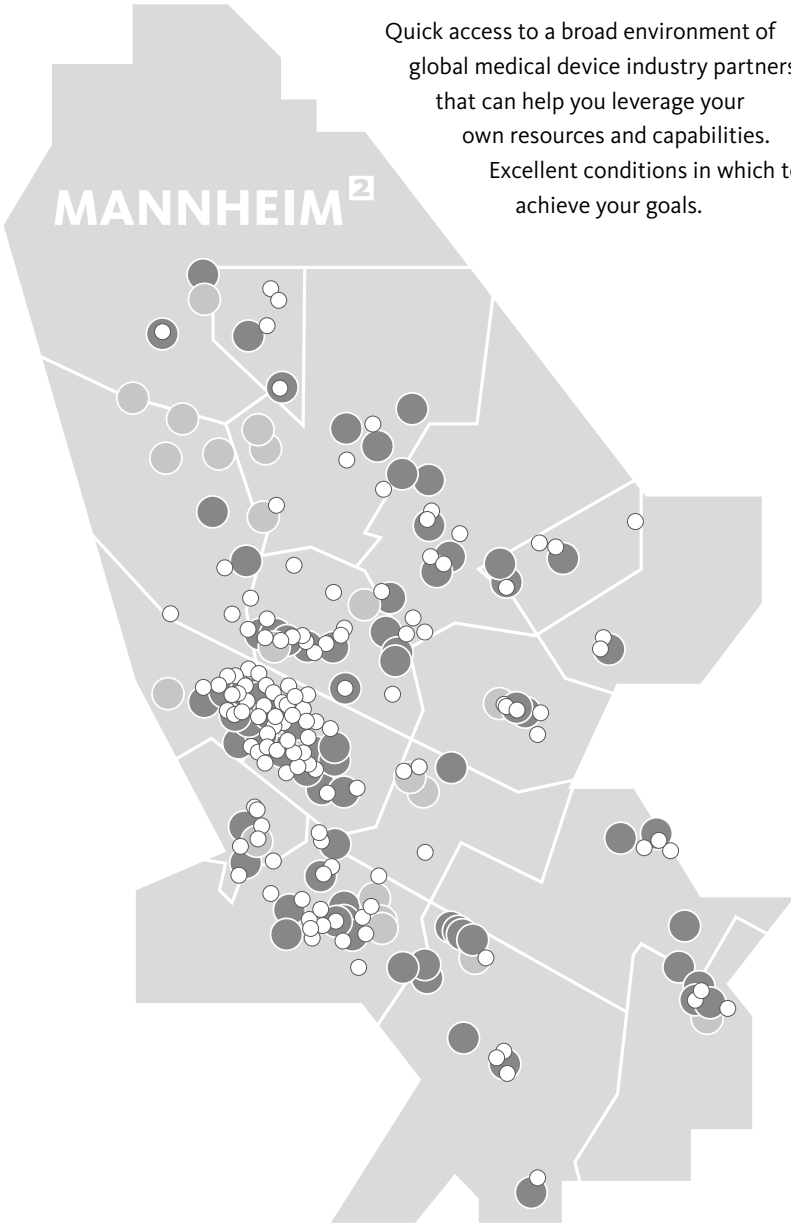 Quick access to a broad environment of
global medical device industry partners
that can help you leverage your
own resources and capabilities.
Excellent conditions in which to
achieve your goals.
MANNHEIM²